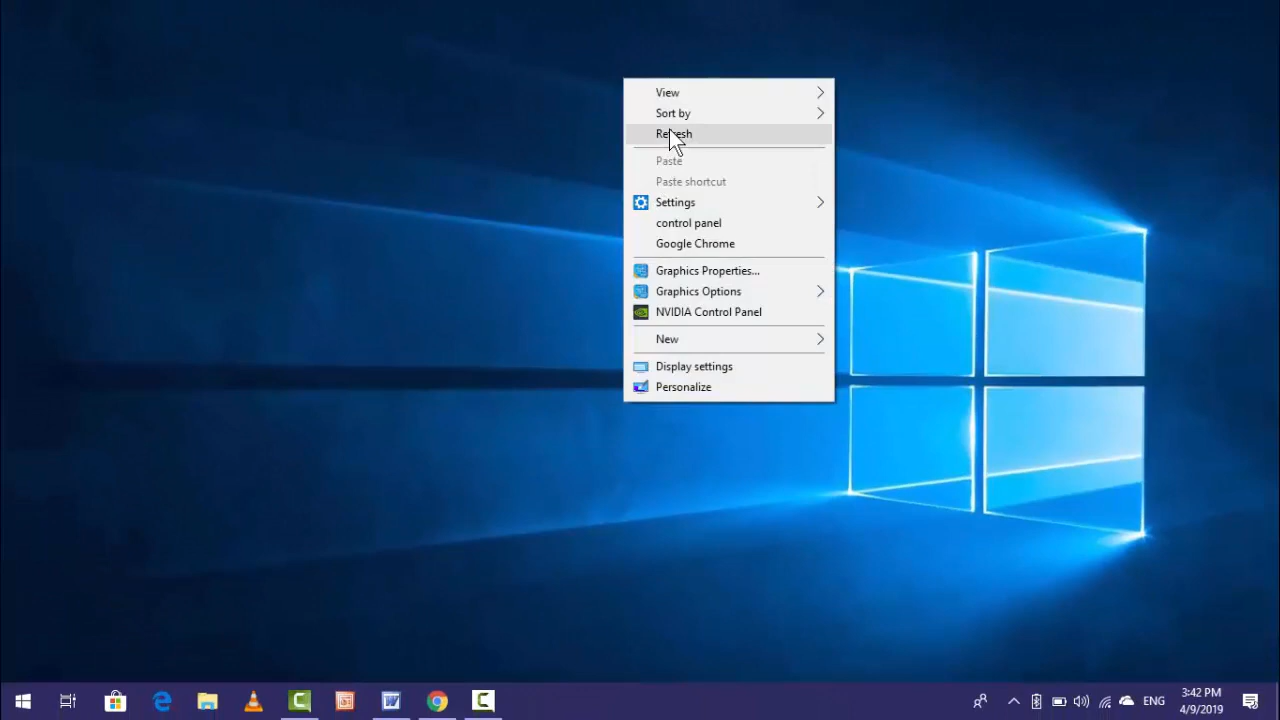 View
Sort by
Refresh
Paste
Paste shortcut
Settings
control panel
Google Chrome
Graphics Properties...
Graphics Options
NVIDIA Control Panel
New
Display settings
Personalize
ENG
3:42 PM
4/9/2019